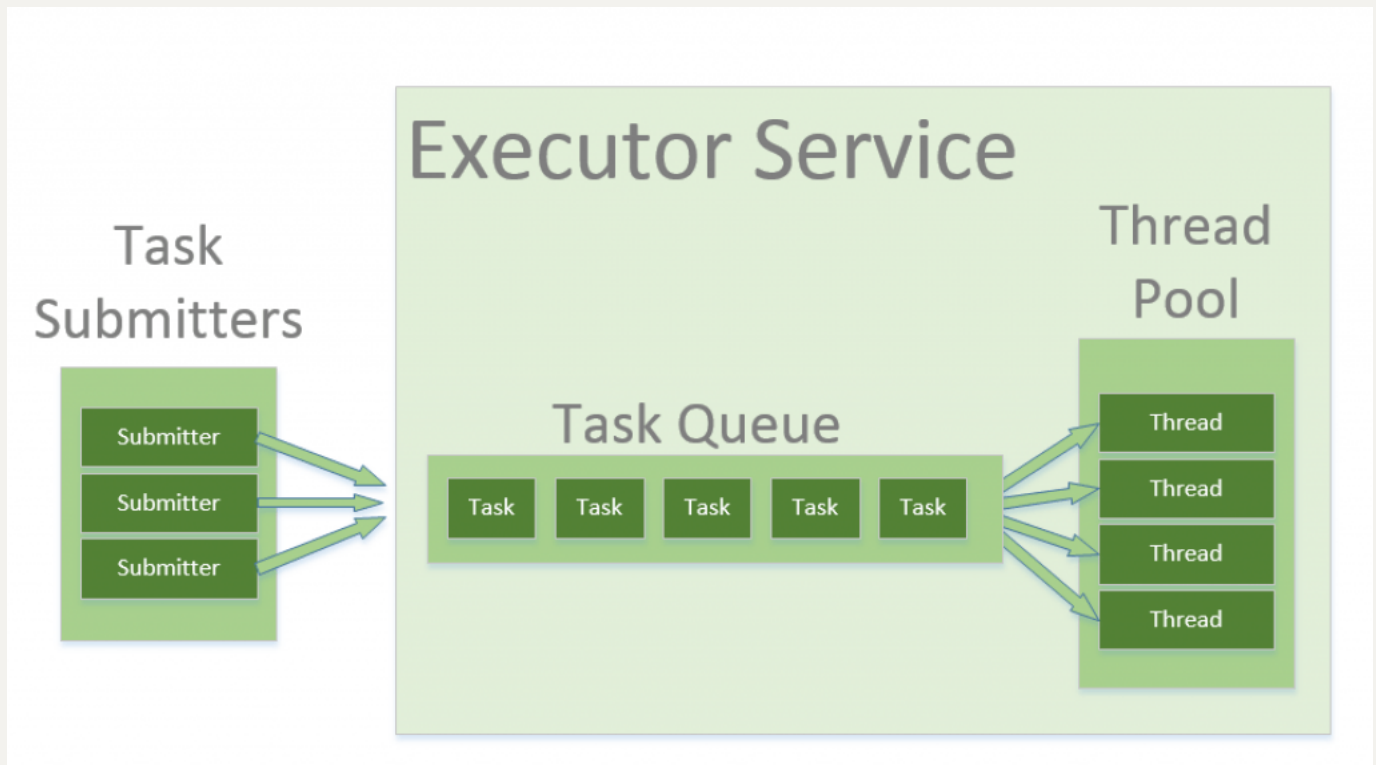 Executor Service
Task
Submitters
Submitter
Submitter
Submitter
Task Queue
Task Task Task Task Task
Thread
Pool
Thread
Thread
Thread
Thread